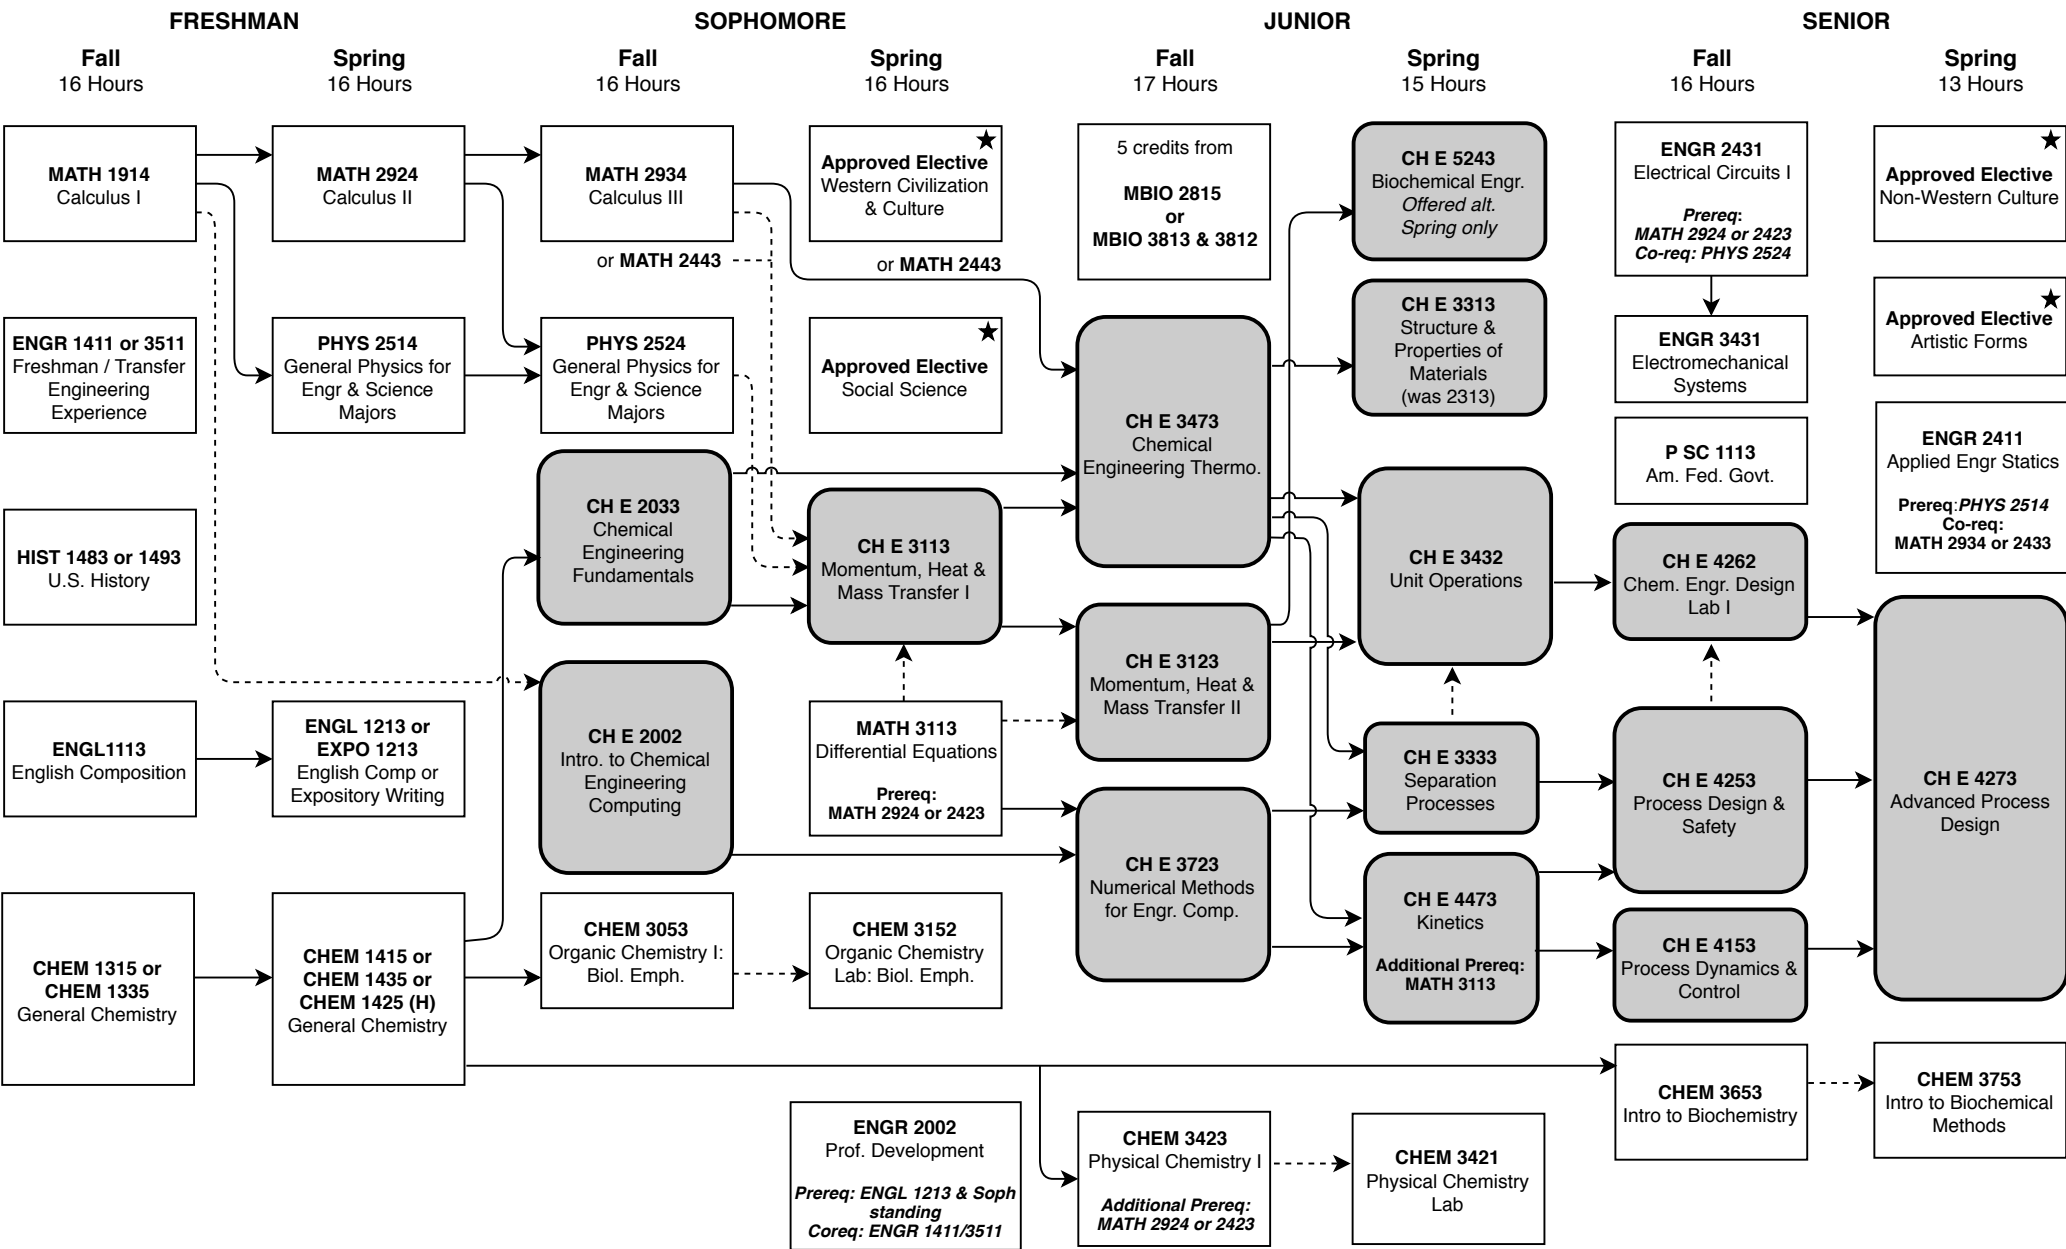 FRESHMAN
SOPHOMORE
JUNIOR
SENIOR
Fall
16 Hours
Spring
16 Hours
Fall
16 Hours
Spring
16 Hours
Fall
17 Hours
Spring
15 Hours
Fall
16 Hours
Spring
13 Hours
MATH 1914
Calculus I
ENGR 1411 or 3511
Freshman / Transfer
Engineering
Experience
HIST 1483 or 1493
U.S. History
ENGL1113
English Composition
CHEM 1315 or
CHEM 1335
General Chemistry
MATH 2924
Calculus II
PHYS 2514
General Physics for
Engr & Science
Majors
ENGL 1213 or
EXPO 1213
English Comp or
Expository Writing
CHEM 1415 or
CHEM 1435 or
CHEM 1425 (H)
General Chemistry
MATH 2934
Calculus III
or MATH 2443
PHYS 2524
General Physics for
Engr & Science
Majors
CH E 2033
Chemical
Engineering
Fundamentals
CH E 2002
Intro. to Chemical
Engineering
Computing
CHEM 3053
Organic Chemistry I:
Biol. Emph.
Approved Elective
Western Civilization
& Culture
or MATH 2443
Approved Elective
Social Science
CH E 3113
Momentum, Heat &
Mass Transfer I
MATH 3113
Differential Equations
Prereq:
MATH 2924 or 2423
CHEM 3152
Organic Chemistry
Lab: Biol. Emph.
ENGR 2002
Prof. Development
Prereq: ENGL 1213 & Soph
standing
Coreq: ENGR 1411/3511
5 credits from
MBIO 2815
or
MBIO 3813 & 3812
CH E 3473
Chemical
Engineering Thermo.
CH E 3123
Momentum, Heat &
Mass Transfer II
CH E 3723
Numerical Methods
for Engr. Comp.
CHEM 3423
Physical Chemistry I
Additional Prereq:
MATH 2924 or 2423
CH E 5243
Biochemical Engr.
Offered alt.
Spring only
CH E 3313
Structure &
Properties of
Materials
(was 2313)
CH E 3432
Unit Operations
CH E 3333
Separation
Processes
CH E 4473
Kinetics
Additional Prereq:
MATH 3113
CHEM 3421
Physical Chemistry
Lab
ENGR 2431
Electrical Circuits I
Prereq:
MATH 2924 or 2423
Co-req: PHYS 2524
ENGR 3431
Electromechanical
Systems
P SC 1113
Am. Fed. Govt.
CH E 4262
Chem. Engr. Design
Lab I
CH E 4253
Process Design &
Safety
CH E 4153
Process Dynamics &
Control
CHEM 3653
Intro to Biochemistry
Approved Elective
Non-Western Culture
Approved Elective
Artistic Forms
ENGR 2411
Applied Engr Statics
Prereq:PHYS 2514
Co-req:
MATH 2934 or 2433
CH E 4273
Advanced Process
Design
CHEM 3753
Intro to Biochemical
Methods